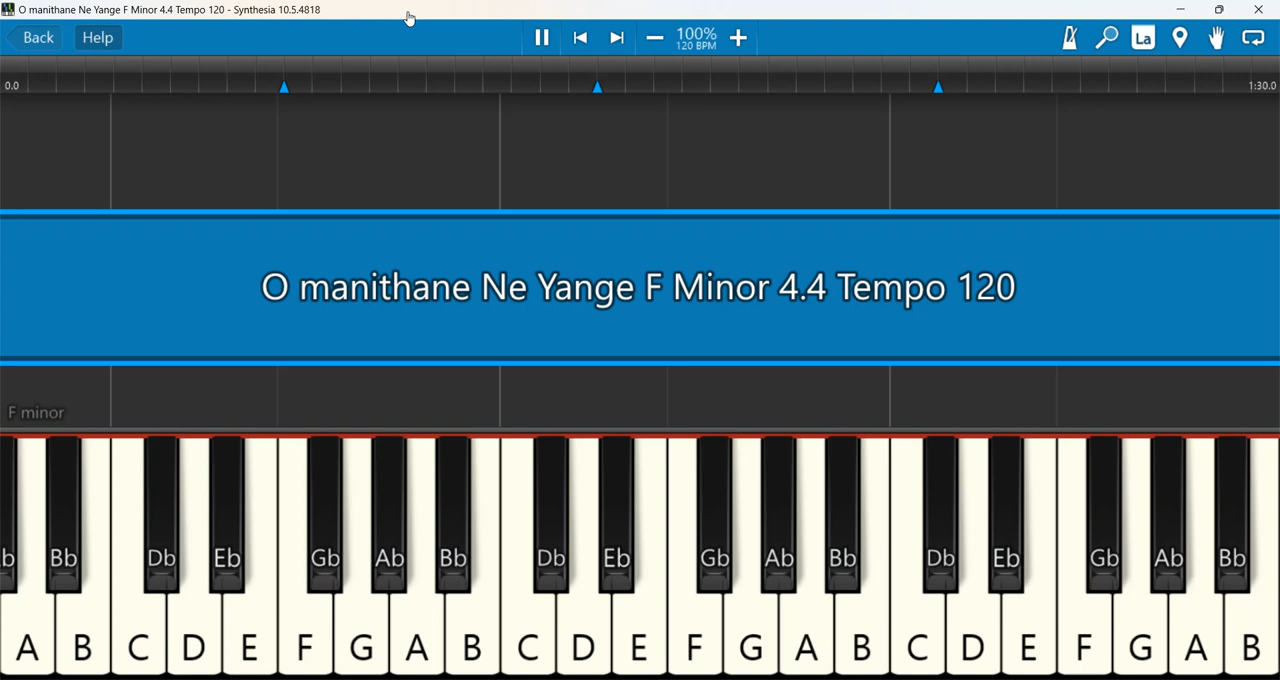 O manithane Ne Yange F Minor 4.4 Tempo 120 - Synthesia 10.5.4818
Back Help 100% La
120 BPM
0.0 1:30.0
O manithane Ne Yange F Minor 4.4 Tempo 120
F minor
b Bb Db Eb Gb Ab Bb Db Eb Gb Ab Bb Db Eb Gb Ab Bb
A B C D E F G A B C D E F G A B C D E F G A B